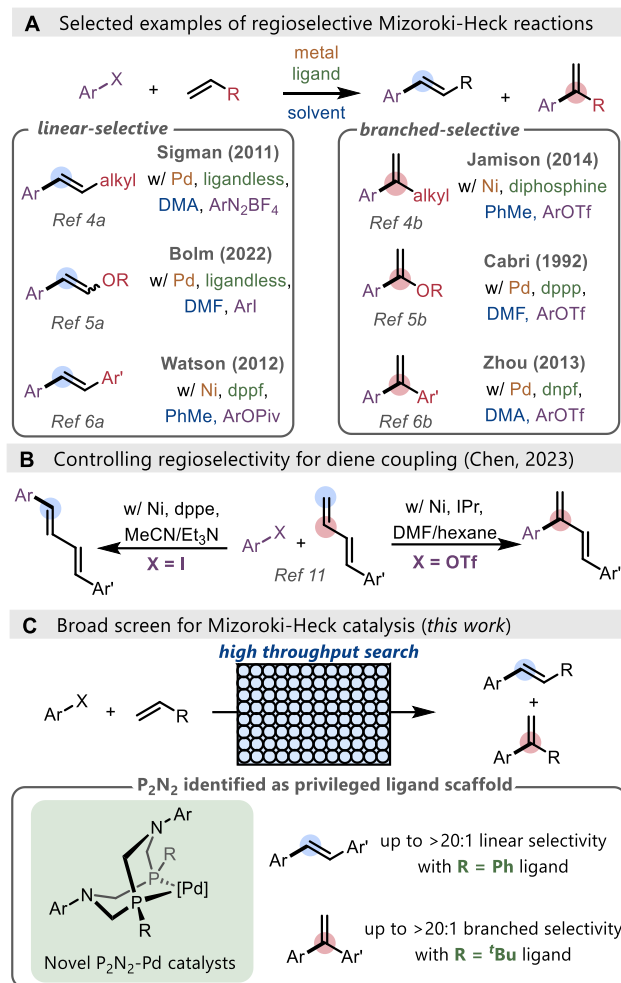 A Selected examples of regioselective Mizoroki-Heck reactions
Ar X + R
metal
ligand
solvent
Ar R + Ar R
linear-selective
Ar alkyl
Ref 4a
Sigman (2011)
w/ Pd, ligandless,
DMA, ArN2BF4
Ar OR
Ref 5a
Bolm (2022)
w/ Pd, ligandless,
DMF, ArI
Ar Ar'
Ref 6a
Watson (2012)
w/ Ni, dppf,
PhMe, ArOPiv
branched-selective
Ar alkyl
Ref 4b
Jamison (2014)
w/ Ni, diphosphine
PhMe, ArOTf
Ar OR
Ref 5b
Cabri (1992)
w/ Pd, dppp,
DMF, ArOTf
Ar Ar'
Ref 6b
Zhou (2013)
w/ Pd, dnpf,
DMA, ArOTf
B Controlling regioselectivity for diene coupling (Chen, 2023)
Ar
Ar'
w/ Ni, dppe,
MeCN/Et3N
X = I
Ar X +
Ar'
Ref 11
w/ Ni, IPr,
DMF/hexane
X = OTf
Ar
Ar'
C Broad screen for Mizoroki-Heck catalysis (this work)
high throughput search
Ar X + R
Ar R
+
Ar R
P2N2 identified as privileged ligand scaffold
Ar
N
R
P
N
Ar
P
[Pd]
R
Novel P2N2-Pd catalysts
Ar Ar'
up to >20:1 linear selectivity
with R = Ph ligand
Ar Ar'
up to >20:1 branched selectivity
with R = tBu ligand